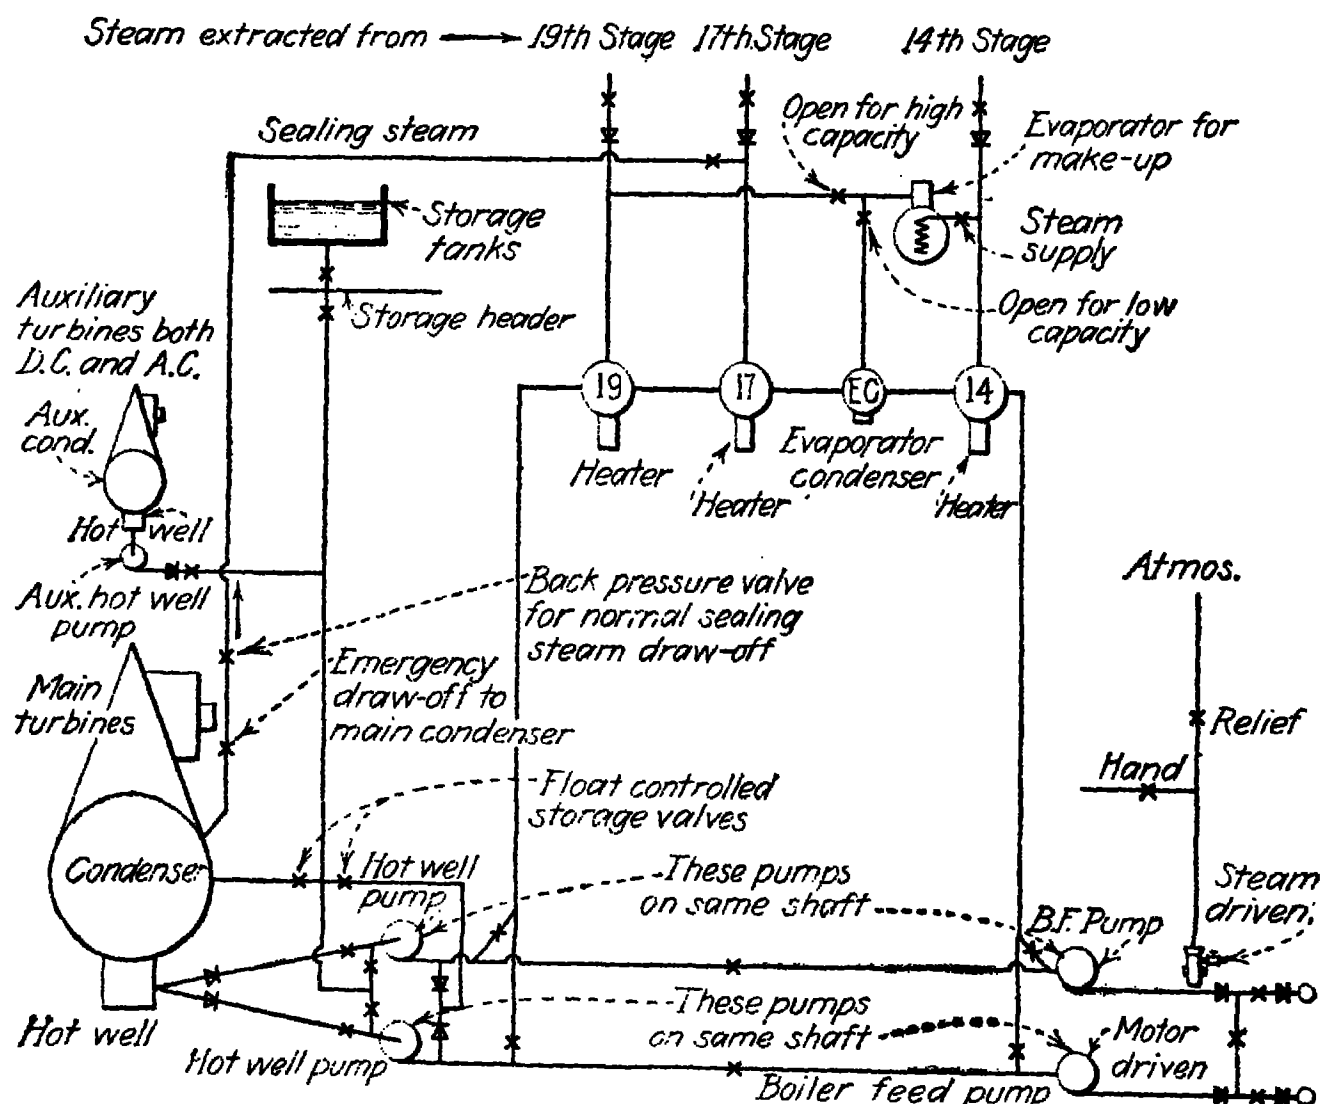 Steam extracted from
19th Stage
17th Stage
14th Stage
Sealing steam
Open for high
capacity
Evaporator for
make-up
Storage
tanks
Steam
supply
Auxiliary
turbines both
D.C. and A.C.
Storage header
Open for low
capacity
Aux.
cond.
19
17
EC
14
Heater
Heater
Evaporator
condenser
Heater
Hot well
Aux. hot well
pump
Back pressure valve
for normal sealing
steam draw-off
Atmos.
Main
turbines
Emergency
draw-off to
main condenser
Relief
Hand
Float controlled
storage valves
Condenser
Hot well
pump
These pumps
on same shaft
B.F. Pump
Steam
driven.
Hot well
These pumps
on same shaft
Motor
driven
Hot well pump
Boiler feed pump